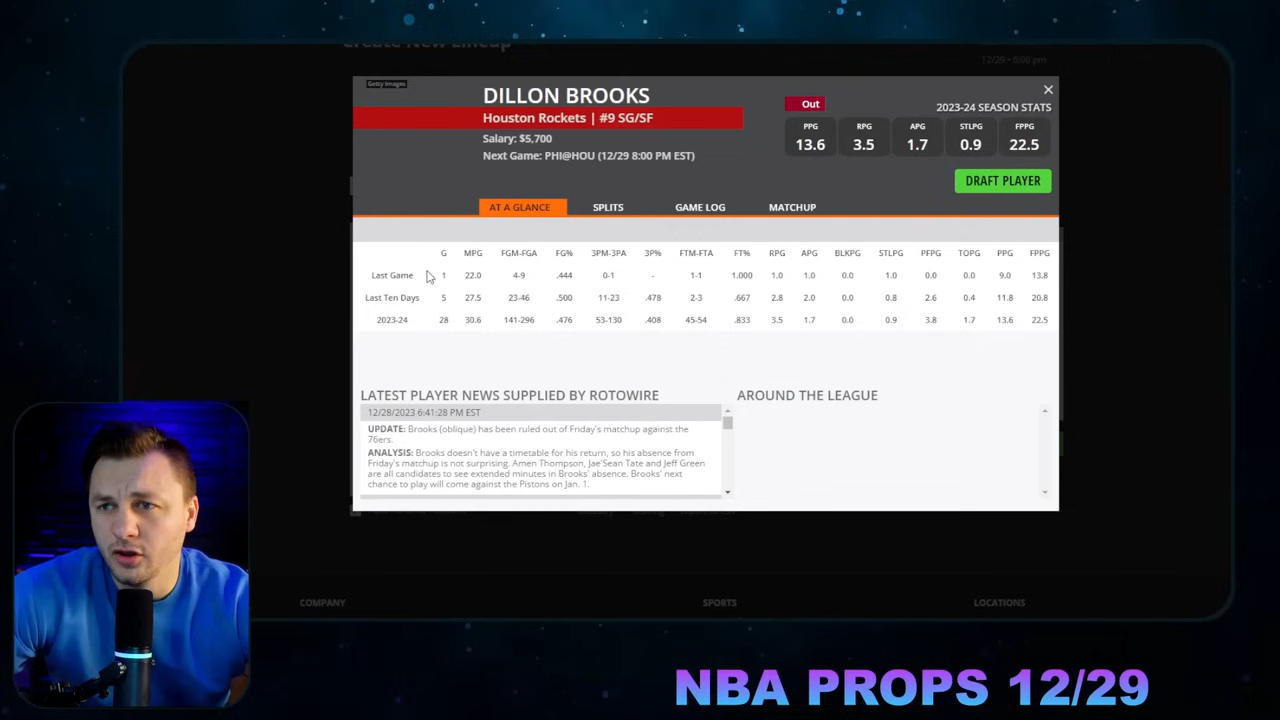 Create New Lineup
12/29 • 8:00 pm
Getty Images
DILLON BROOKS
Houston Rockets | #9 SG/SF
Salary: $5,700
Next Game: PHI@HOU (12/29 8:00 PM EST)
Out
2023-24 SEASON STATS
PPG RPG APG STLPG FPPG
13.6 3.5 1.7 0.9 22.5
DRAFT PLAYER
AT A GLANCE SPLITS GAME LOG MATCHUP
G MPG FGM-FGA FG% 3PM-3PA 3P% FTM-FTA FT% RPG APG BLKPG STLPG PFPG TOPG PPG FPPG
Last Game 1 22.0 4-9 .444 0-1 - 1-1 1.000 1.0 1.0 0.0 1.0 0.0 0.0 9.0 13.8
Last Ten Days 5 27.5 23-46 .500 11-23 .478 2-3 .667 2.8 2.0 0.0 0.8 2.6 0.4 11.8 20.8
2023-24 28 30.6 141-296 .476 53-130 .408 45-54 .833 3.5 1.7 0.0 0.9 3.8 1.7 13.6 22.5
LATEST PLAYER NEWS SUPPLIED BY ROTOWIRE
12/28/2023 6:41:28 PM EST
UPDATE: Brooks (oblique) has been ruled out of Friday's matchup against the
76ers.
ANALYSIS: Brooks doesn't have a timetable for his return, so his absence from
Friday's matchup is not surprising. Amen Thompson, Jae'Sean Tate and Jeff Green
are all candidates to see extended minutes in Brooks' absence. Brooks' next
chance to play will come against the Pistons on Jan. 1.
AROUND THE LEAGUE
COMPANY SPORTS LOCATIONS
NBA PROPS 12/29